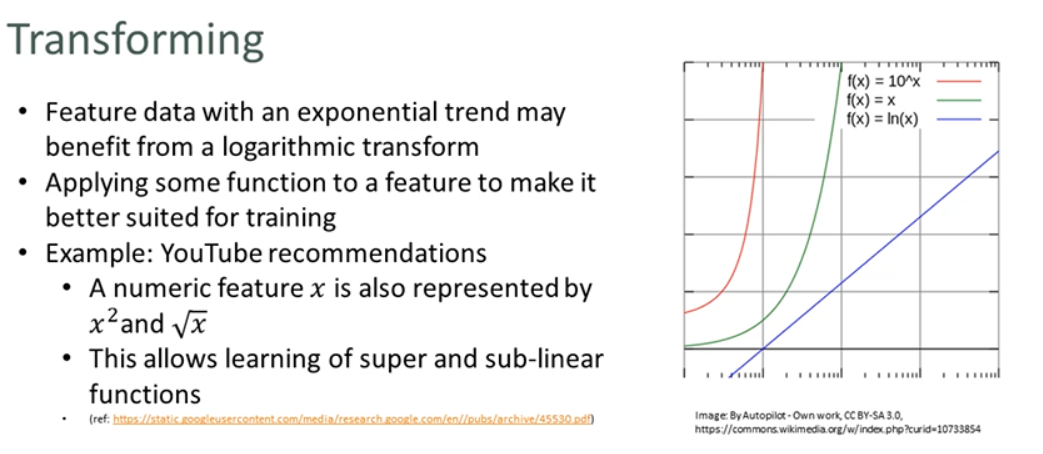 Transforming
• Feature data with an exponential trend may
benefit from a logarithmic transform
• Applying some function to a feature to make it
better suited for training
• Example: YouTube recommendations
• A numeric feature x is also represented by
x² and √x
• This allows learning of super and sub-linear
functions
• (ref: https://static.googleusercontent.com/media/research.google.com/en//pubs/archive/45530.pdf)
f(x) = 10^x
f(x) = x
f(x) = ln(x)
Image: By Autopilot - Own work, CC BY-SA 3.0,
https://commons.wikimedia.org/w/index.php?curid=10733854